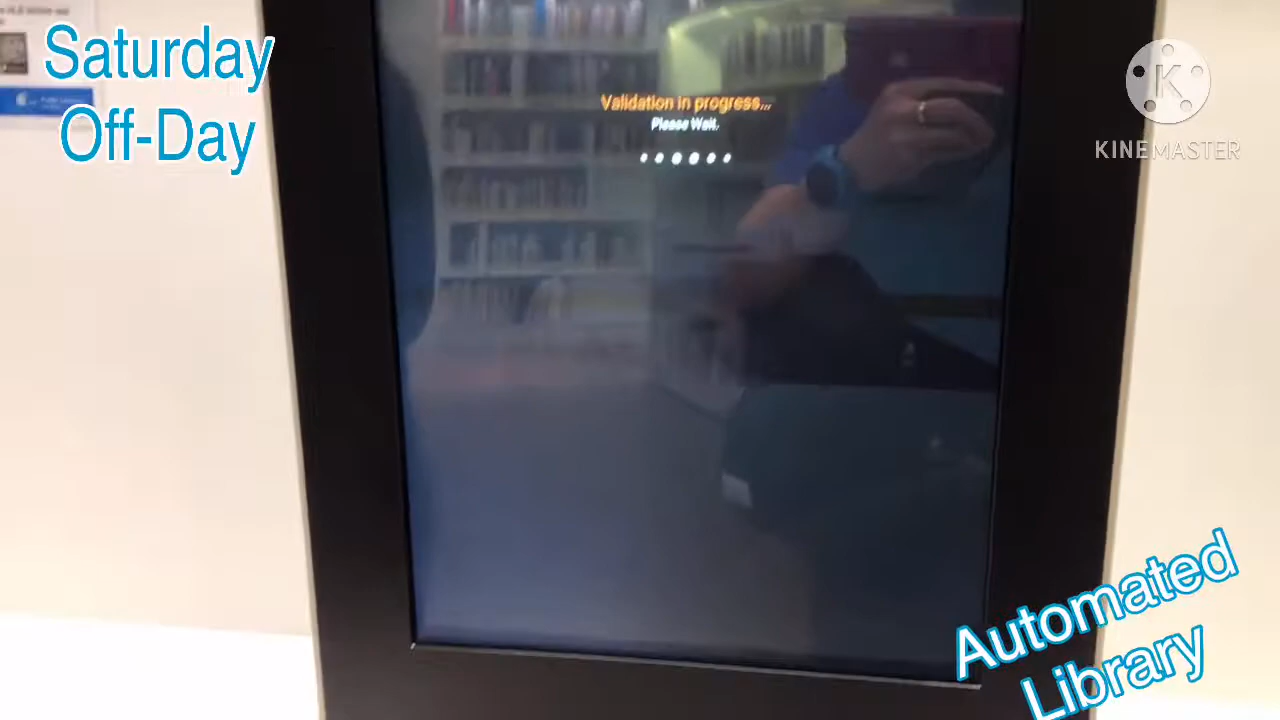 Saturday
Off-Day
K
KINEMASTER
Validation in progress...
Please Wait.
Automated
Library